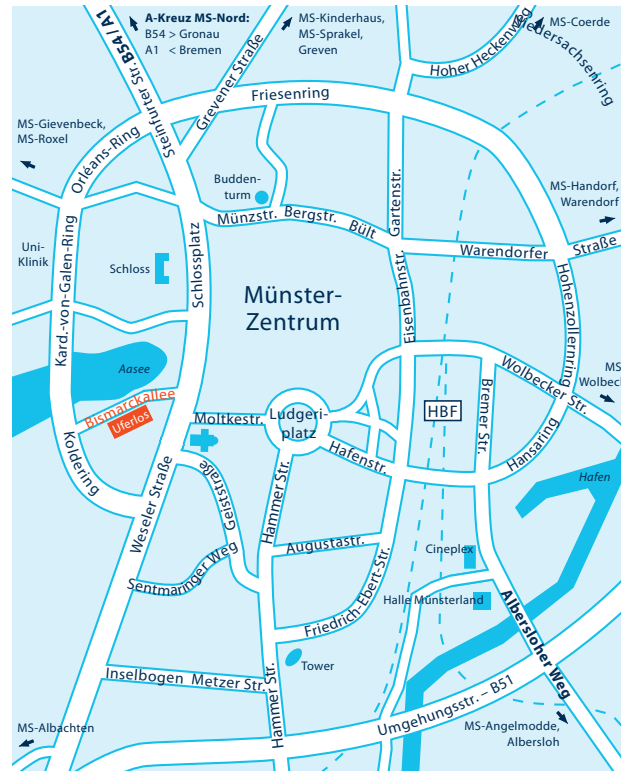 Steinfurter Str. B54 / A1
A-Kreuz MS-Nord:
B54 > Gronau
A1 < Bremen
Grevener Straße
MS-Kinderhaus,
MS-Sprakel,
Greven
Hoher Heckenweg
MS-Coerde
Niedersachsenring
Friesenring
MS-Gievenbeck,
MS-Roxel
Orléans-Ring
Budden-
turm
Gartenstr.
MS-Handorf,
Warendorf
Münzstr. Bergstr. Bült
Warendorfer Straße
Uni-
Klinik
Schloss
Schlossplatz
Kard.-von-Galen-Ring
Eisenbahnstr.
Hohenzollernring
Münster-
Zentrum
Aasee
Bismarckallee
Uferlos
Moltkestr.
Ludgeri-
platz
HBF
Bremer Str.
Wolbecker Str.
MS
Wolbeck
Koldering
Hafenstr.
Hansaring
Hafen
Weseler Straße
Geiststraße
Hammer Str.
Augustastr.
Cineplex
Sentmaringer Weg
Friedrich-Ebert-Str.
Halle Münsterland
Albersloher Weg
Tower
Inselbogen Metzer Str.
Hammer Str.
Umgehungsstr. – B51
MS-Albachten
MS-Angelmodde,
Albersloh